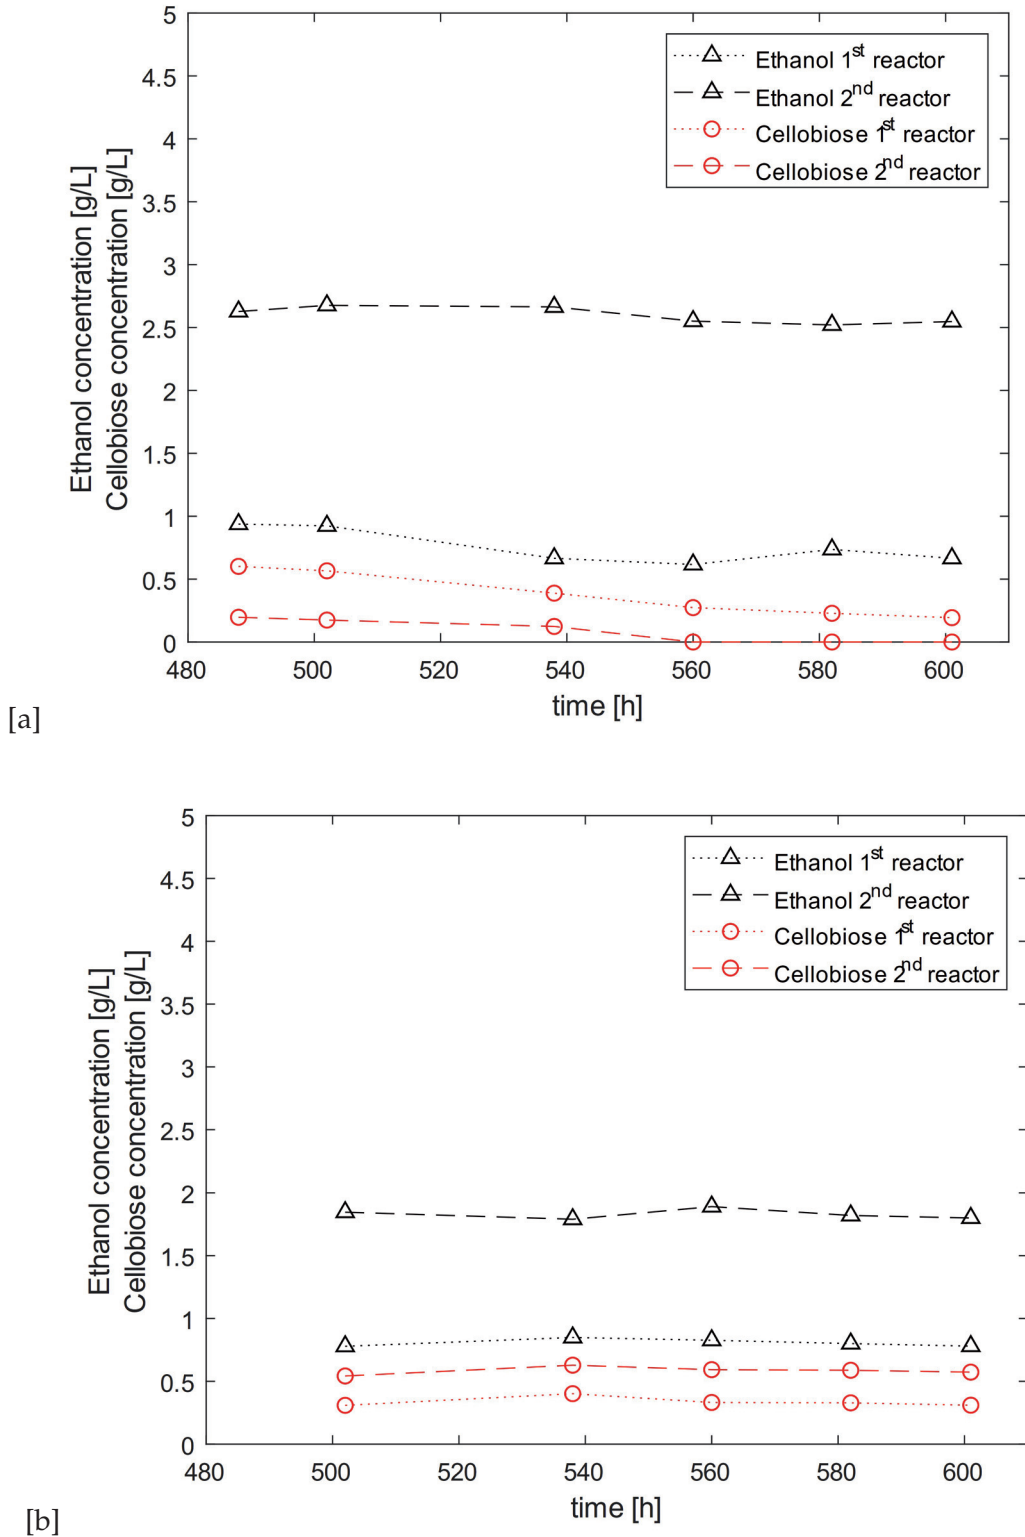 5
4.5
4
3.5
3
2.5
2
1.5
1
0.5
0
Ethanol concentration [g/L]
Cellobiose concentration [g/L]
Ethanol 1st reactor
Ethanol 2nd reactor
Cellobiose 1st reactor
Cellobiose 2nd reactor
480 500 520 540 560 580 600
time [h]
[a]
5
4.5
4
3.5
3
2.5
2
1.5
1
0.5
0
Ethanol concentration [g/L]
Cellobiose concentration [g/L]
Ethanol 1st reactor
Ethanol 2nd reactor
Cellobiose 1st reactor
Cellobiose 2nd reactor
480 500 520 540 560 580 600
time [h]
[b]